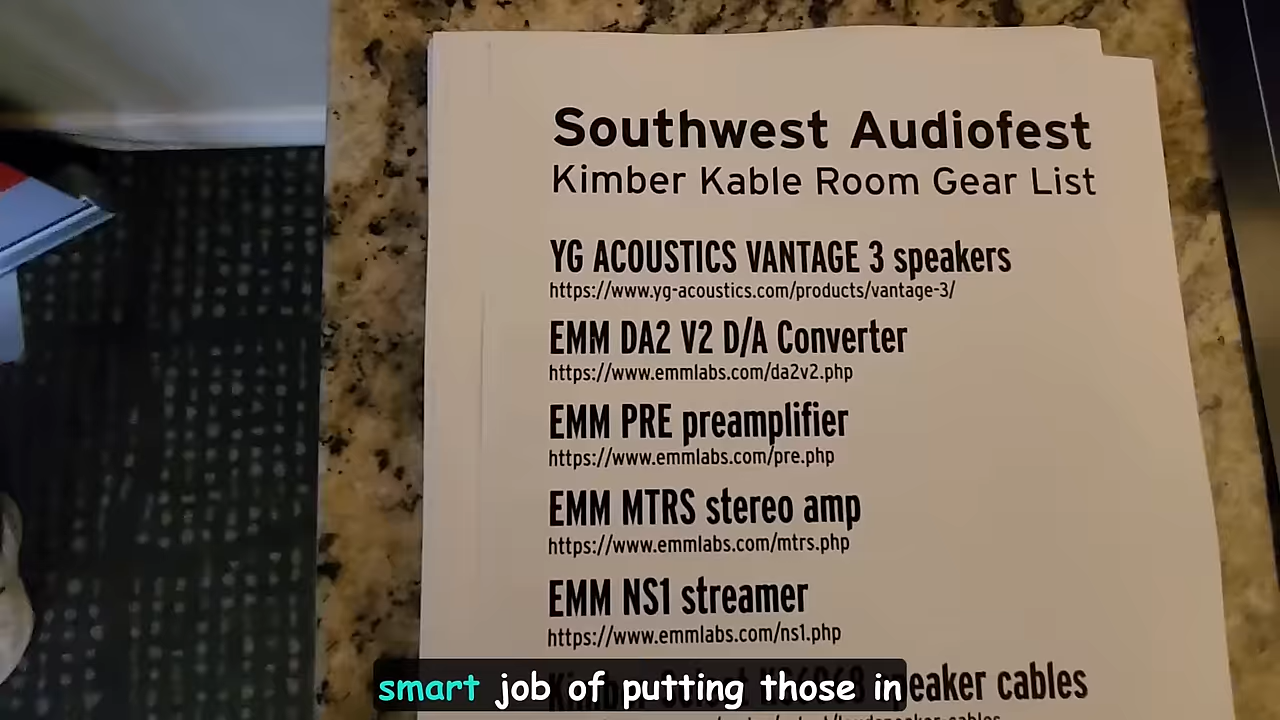 Southwest Audiofest
Kimber Kable Room Gear List
YG ACOUSTICS VANTAGE 3 speakers
https://www.yg-acoustics.com/products/vantage-3/
EMM DA2 V2 D/A Converter
https://www.emmlabs.com/da2v2.php
EMM PRE preamplifier
https://www.emmlabs.com/pre.php
EMM MTRS stereo amp
https://www.emmlabs.com/mtrs.php
EMM NS1 streamer
https://www.emmlabs.com/ns1.php
cables
smart job of putting those in